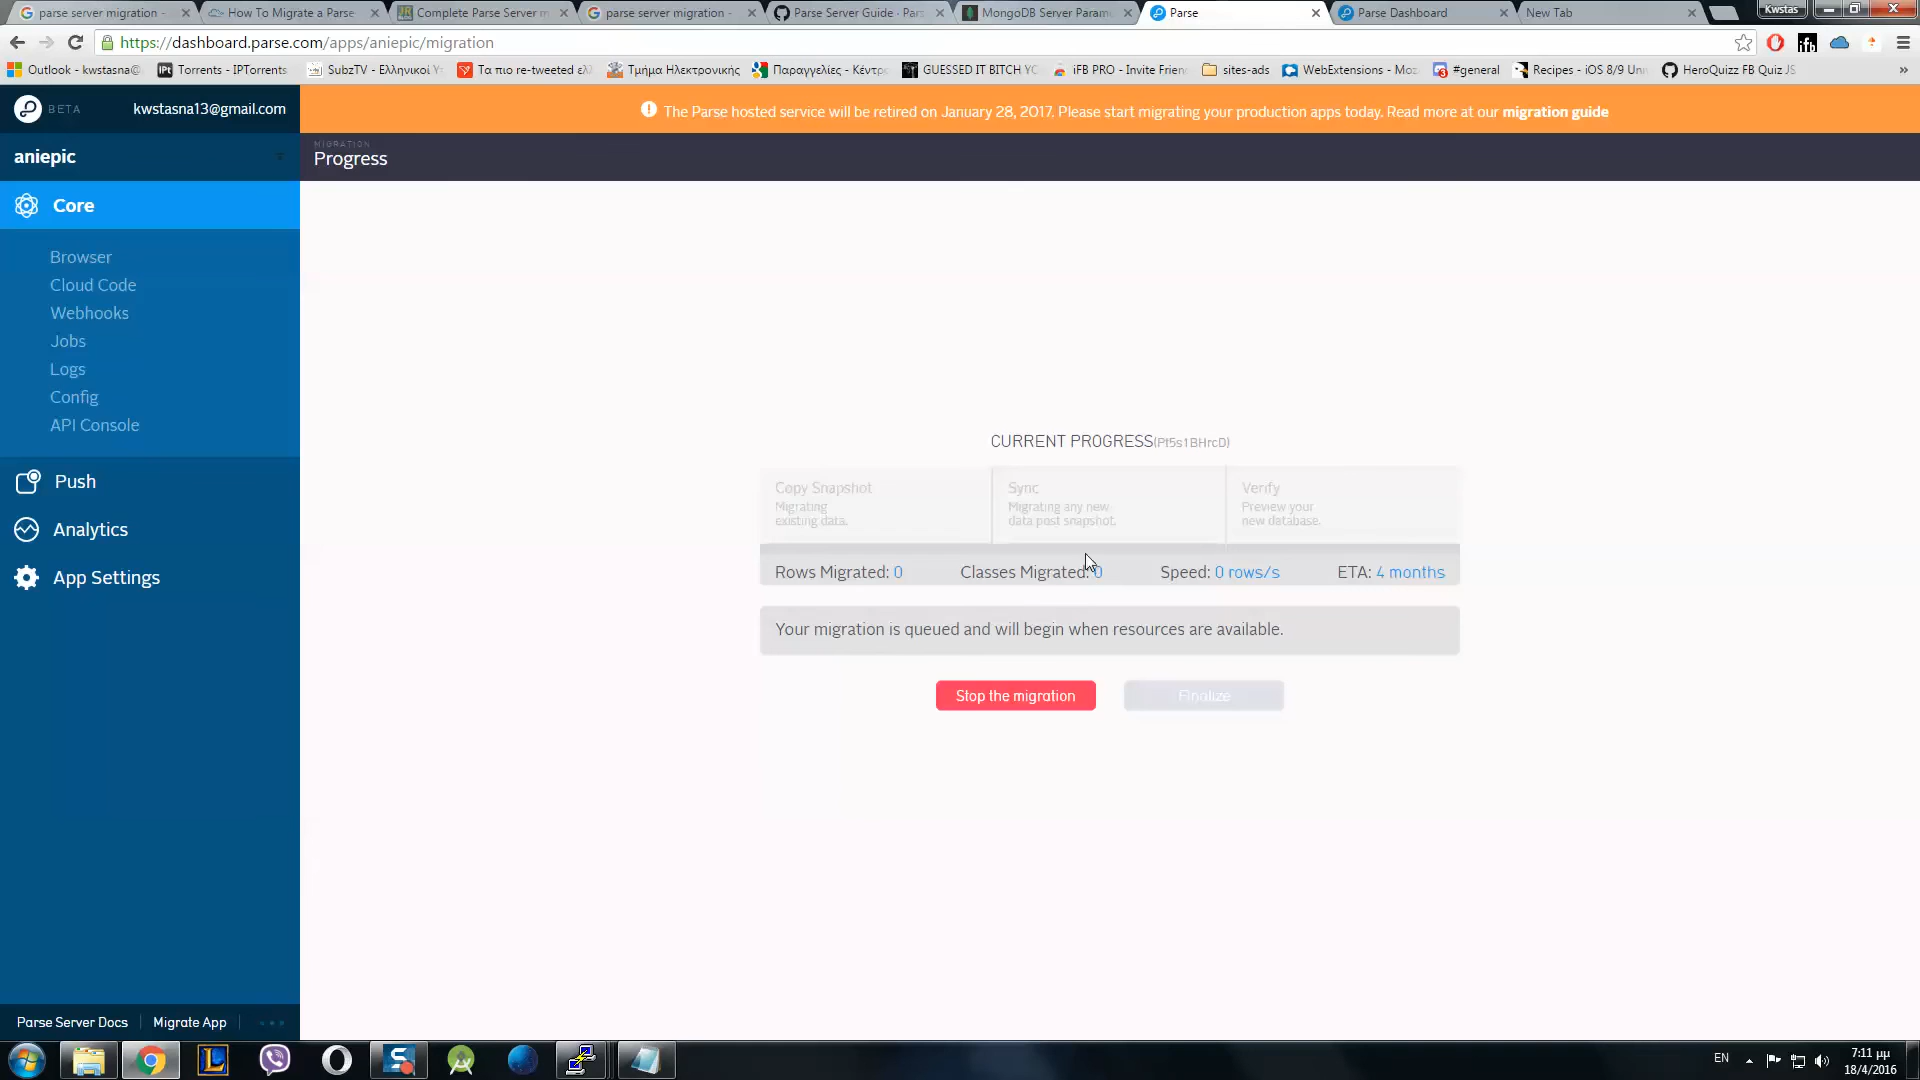 parse server migration -
How To Migrate a Parse
Complete Parse Server m
parse server migration -
Parse Server Guide · Pars
MongoDB Server Param
Parse
Parse Dashboard
New Tab
Kwstas
https://dashboard.parse.com/apps/aniepic/migration
Outlook - kwstasna@
IPt
Torrents - IPTorrents
SubzTV - Ελληνικοί Υ
Τα πιο re-tweeted ελλ
Τμήμα Ηλεκτρονικής
Παραγγελίες - Κέντρ
GUESSED IT BITCH YO
iFB PRO - Invite Frien
sites-ads
WebExtensions - Moz
#general
Recipes - iOS 8/9 Uni
HeroQuizz FB Quiz JS
»
BETA
kwstasna13@gmail.com
The Parse hosted service will be retired on January 28, 2017. Please start migrating your production apps today. Read more at our migration guide
aniepic
MIGRATION
Progress
Core
Browser
Cloud Code
Webhooks
Jobs
Logs
Config
API Console
Push
Analytics
App Settings
CURRENT PROGRESS(Pt5s1BHrcD)
Copy Snapshot
Migrating
existing data.
Sync
Migrating any new
data post snapshot.
Verify
Preview your
new database.
Rows Migrated: 0
Classes Migrated: 0
Speed: 0 rows/s
ETA: 4 months
Your migration is queued and will begin when resources are available.
Stop the migration
Finalize
Parse Server Docs
Migrate App
EN
7:11 μμ
18/4/2016